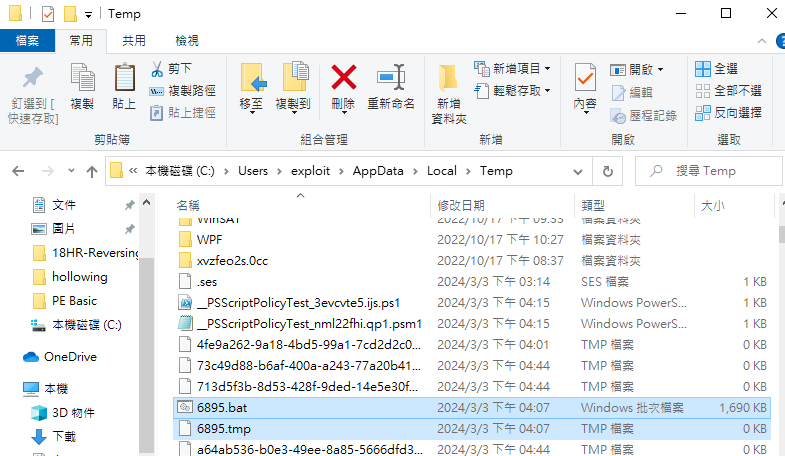 Temp
檔案 常用 共用 檢視
釘選到 [快速存取] 複製 貼上 剪下 複製路徑 貼上捷徑
移至 複製到 刪除 重新命名
新增資料夾 新增項目 輕鬆存取
內容 開啟 編輯 歷程記錄
全選 全部不選 反向選擇
剪貼簿 組合管理 新增 開啟 選取
« 本機磁碟 (C:) › Users › exploit › AppData › Local › Temp
搜尋 Temp
文件
圖片
18HR-Reversing
hollowing
PE Basic
本機磁碟 (C:)
OneDrive
本機
3D 物件
下載
名稱 修改日期 類型 大小
WinSAT 2022/10/17 下午 09:55 檔案資料夾
WPF 2022/10/17 下午 10:27 檔案資料夾
xvzfeo2s.0cc 2022/10/17 下午 08:37 檔案資料夾
.ses 2024/3/3 下午 03:14 SES 檔案 1 KB
__PSScriptPolicyTest_3evcvte5.ijs.ps1 2024/3/3 下午 04:15 Windows PowerS... 1 KB
__PSScriptPolicyTest_nml22fhi.qp1.psm1 2024/3/3 下午 04:15 Windows PowerS... 1 KB
4fe9a262-9a18-4bd5-99a1-7cd2d2c0... 2024/3/3 下午 04:01 TMP 檔案 0 KB
73c49d88-b6af-400a-a243-77a20b41... 2024/3/3 下午 04:44 TMP 檔案 0 KB
713d5f3b-8d53-428f-9ded-14e5e30f... 2024/3/3 下午 04:44 TMP 檔案 0 KB
6895.bat 2024/3/3 下午 04:07 Windows 批次檔案 1,690 KB
6895.tmp 2024/3/3 下午 04:07 TMP 檔案 0 KB
a64ab536-b0e3-49ee-8a85-5666dfd3... 2024/3/3 下午 04:44 TMP 檔案 0 KB